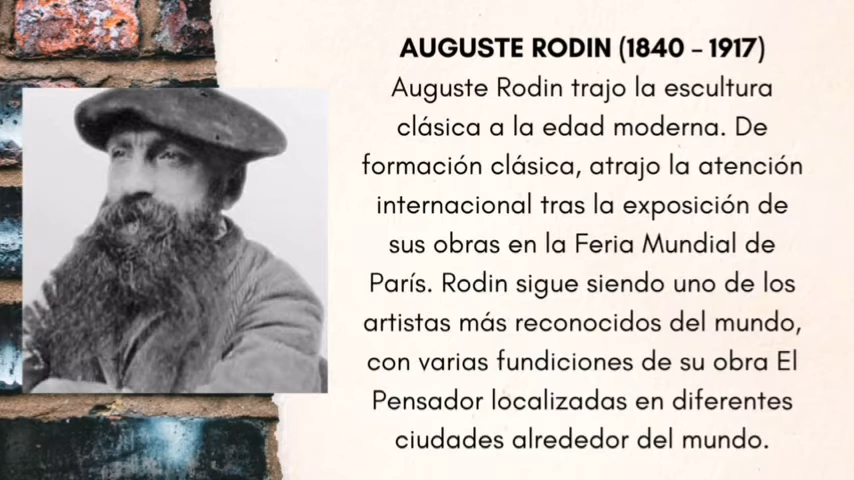 AUGUSTE RODIN (1840 – 1917)
Auguste Rodin trajo la escultura
clásica a la edad moderna. De
formación clásica, atrajo la atención
internacional tras la exposición de
sus obras en la Feria Mundial de
París. Rodin sigue siendo uno de los
artistas más reconocidos del mundo,
con varias fundiciones de su obra El
Pensador localizadas en diferentes
ciudades alrededor del mundo.